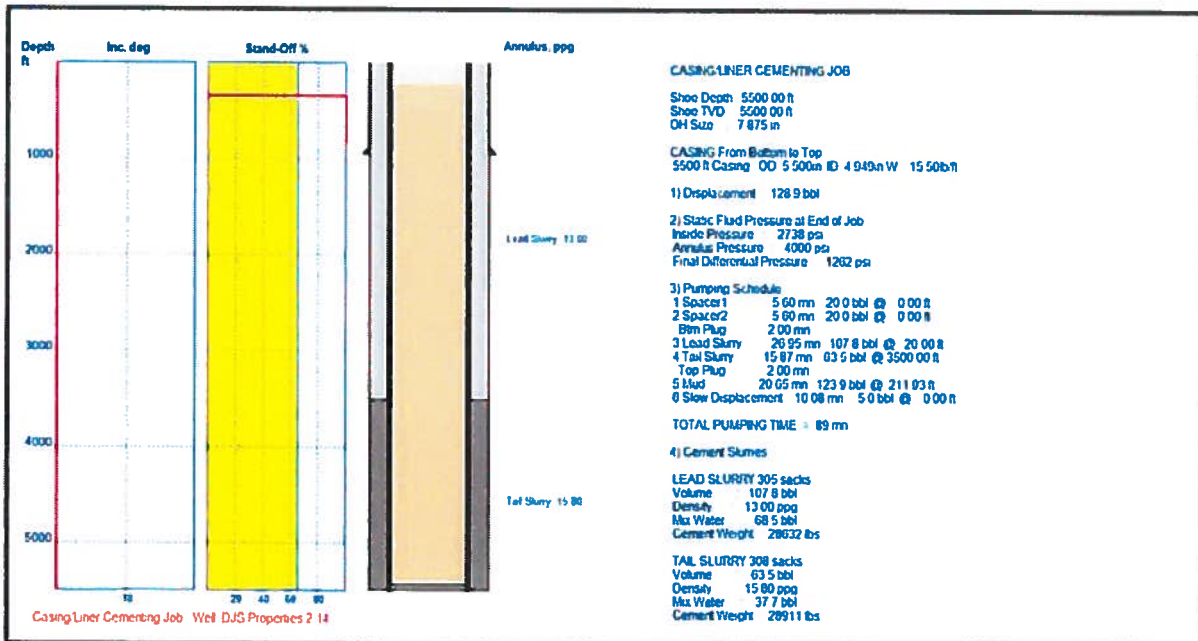 Depth ft
Inc. deg
Stand-Off %
Annulus, ppg
1000
2000
3000
4000
5000
10
20 40 60 80
Lead Slurry 13.00
Tail Slurry 15.80
Casing/Liner Cementing Job Well DJS Properties 2 14
CASING/LINER CEMENTING JOB
Shoe Depth 5500.00 ft
Shoe TVD 5500.00 ft
OH Size 7.875 in
CASING From Bottom to Top
5500 ft Casing OD 5.500in ID 4.949in W 15.50lb/ft
1) Displacement 128.9 bbl
2) Static Fluid Pressure at End of Job
Inside Pressure 2738 psi
Annulus Pressure 4000 psi
Final Differential Pressure 1262 psi
3) Pumping Schedule
1 Spacer1 5.60 mn 20.0 bbl @ 0.00 ft
2 Spacer2 5.60 mn 20.0 bbl @ 0.00 ft
Btm Plug 2.00 mn
3 Lead Slurry 26.95 mn 107.8 bbl @ 20.00 ft
4 Tail Slurry 15.87 mn 63.5 bbl @ 3500.00 ft
Top Plug 2.00 mn
5 Mud 20.65 mn 123.9 bbl @ 211.93 ft
6 Slow Displacement 10.08 mn 5.0 bbl @ 0.00 ft
TOTAL PUMPING TIME = 89 mn
4) Cement Slurries
LEAD SLURRY 305 sacks
Volume 107.8 bbl
Density 13.00 ppg
Mix Water 68.5 bbl
Cement Weight 28632 lbs
TAIL SLURRY 308 sacks
Volume 63.5 bbl
Density 15.80 ppg
Mix Water 37.7 bbl
Cement Weight 28911 lbs